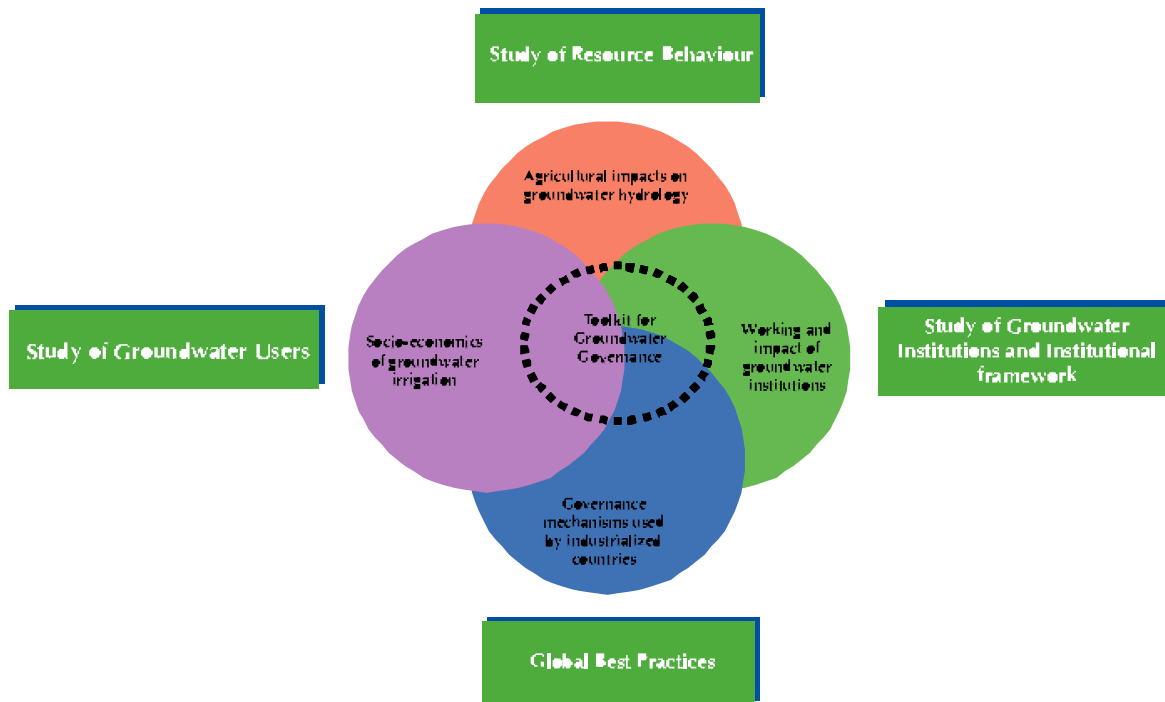 Study of Resource Behaviour
Agricultural impacts on
groundwater hydrology
Study of Groundwater Users
Socio-economics
of groundwater
irrigation
Toolkit for
Groundwater
Governance
Working and
impact of
groundwater
institutions
Study of Groundwater
Institutions and Institutional
framework
Governance
mechanisms used
by industrialized
countries
Global Best Practices